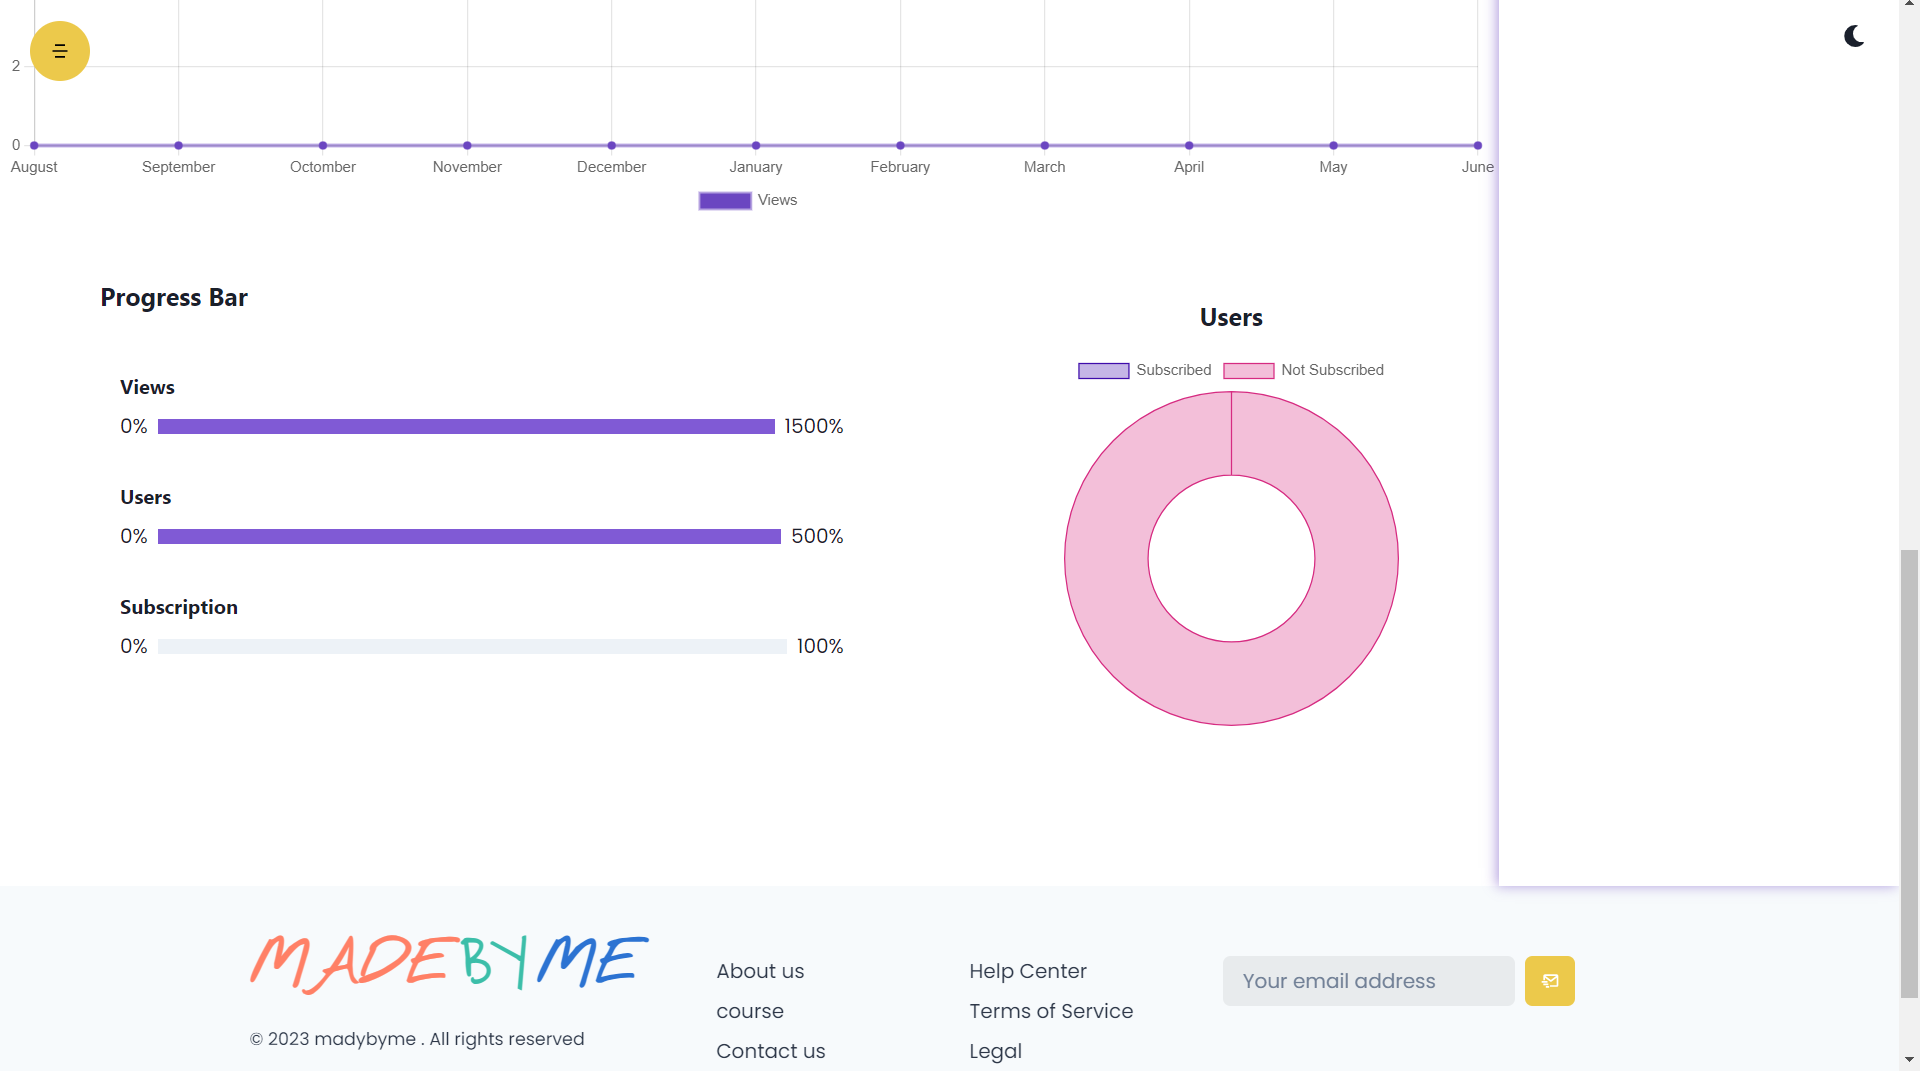 2
0
August September Octomber November December January February March April May June
Views
Progress Bar
Users
Subscribed Not Subscribed
Views
0% 1500%
Users
0% 500%
Subscription
0% 100%
MADEBYME
© 2023 madybyme . All rights reserved
About us
course
Contact us
Help Center
Terms of Service
Legal
Your email address